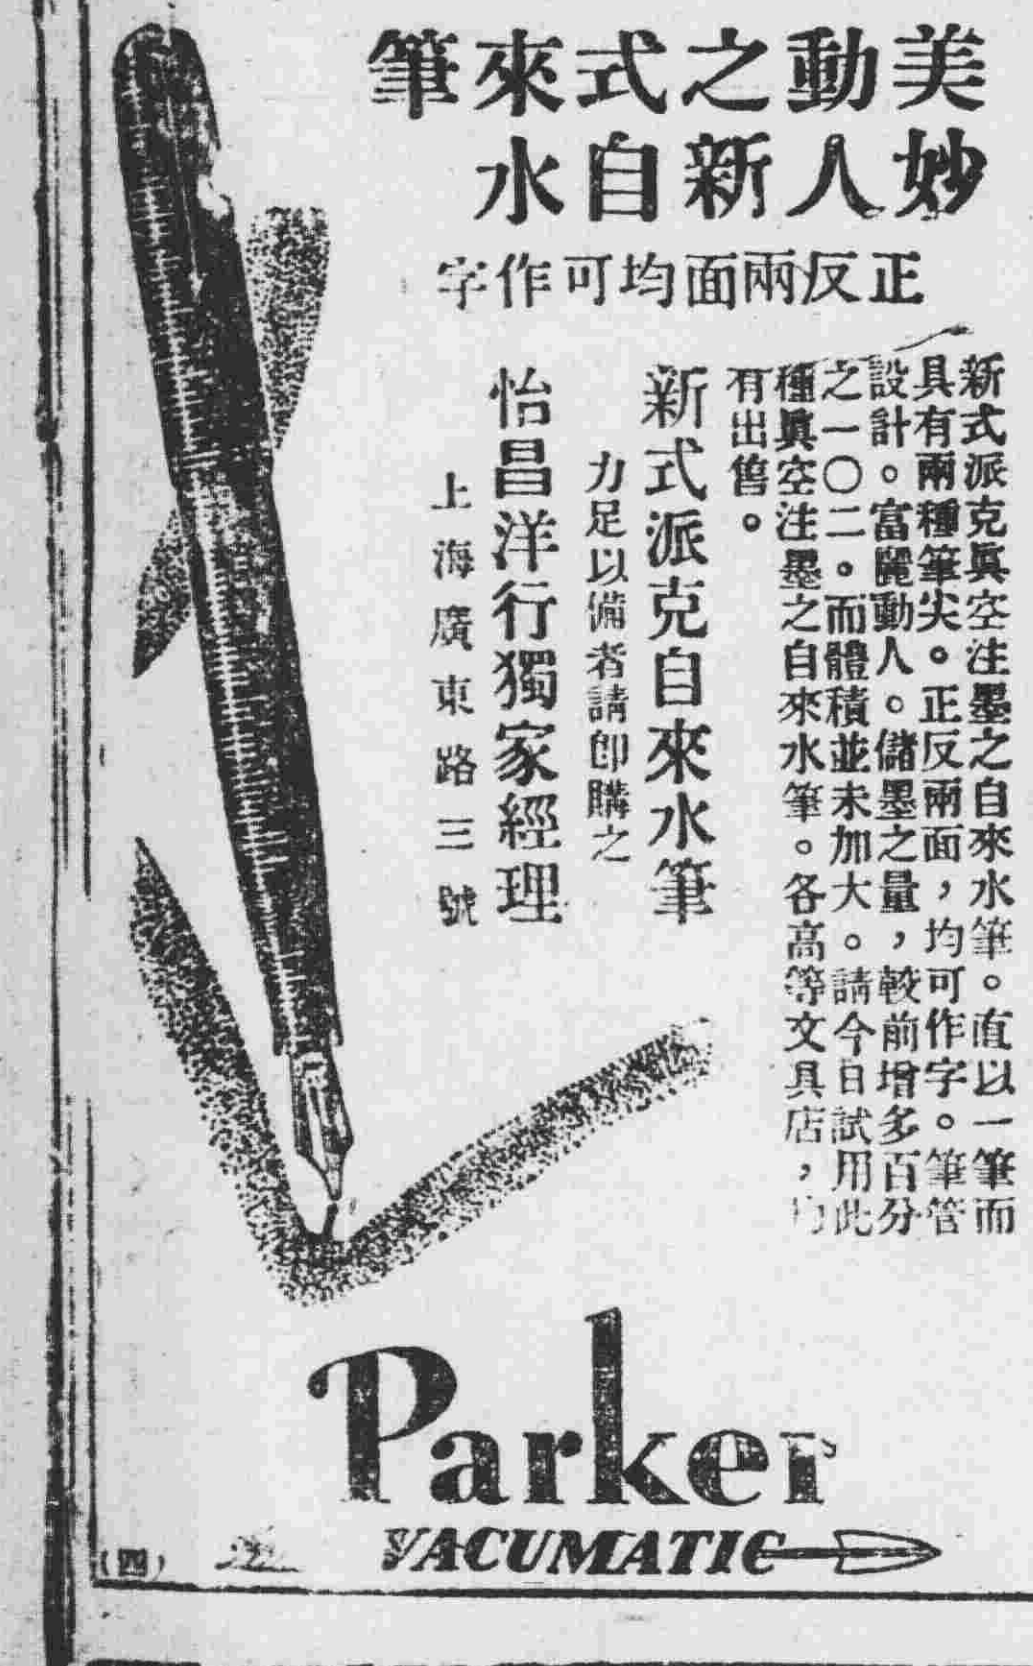 美妙動人之新式自來水筆
正反兩面均可作字
新式派克眞空注墨之自來水筆。直以一筆而
具有兩種筆尖。正反兩面，均可作字。筆管
設計。富麗動人。儲墨之量，較前增多百分
之一〇二。而體積並未加大。請今日試用此
種眞空注墨之自來水筆。各高等文具店，
有出售。
新式派克自來水筆
力足以備者請卽購之
怡昌洋行獨家經理
上海廣東路三號
Parker
VACUMATIC
(四)